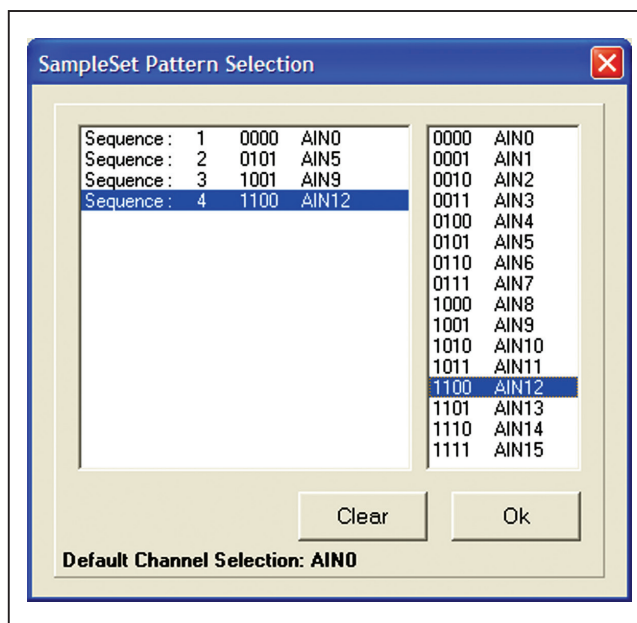 SampleSet Pattern Selection
Sequence : 1 0000 AIN0
Sequence : 2 0101 AIN5
Sequence : 3 1001 AIN9
Sequence : 4 1100 AIN12
0000 AIN0
0001 AIN1
0010 AIN2
0011 AIN3
0100 AIN4
0101 AIN5
0110 AIN6
0111 AIN7
1000 AIN8
1001 AIN9
1010 AIN10
1011 AIN11
1100 AIN12
1101 AIN13
1110 AIN14
1111 AIN15
Clear
Ok
Default Channel Selection: AIN0